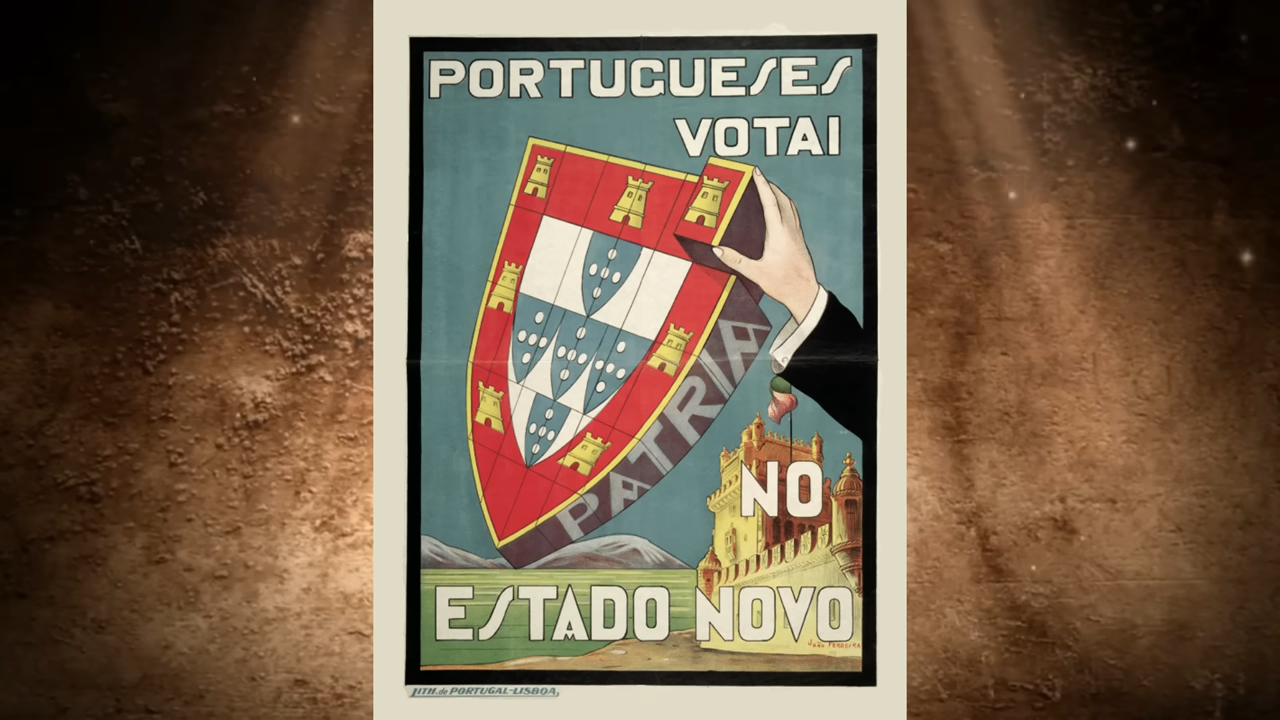 PORTUGUESES
VOTAI
PATRIA
NO
ESTADO NOVO
JOÃO FERREIRA
LITH. de PORTUGAL-LISBOA,